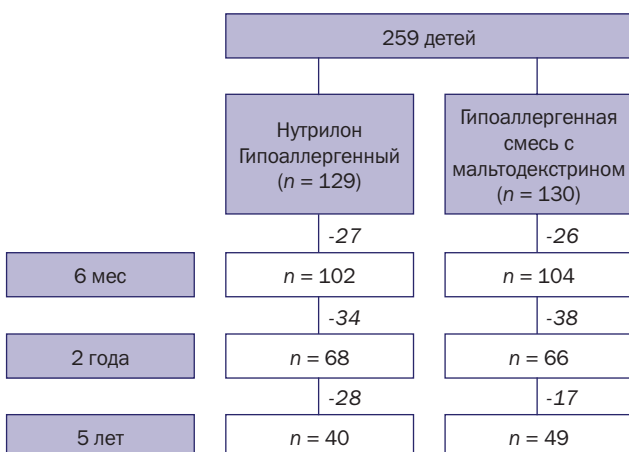 259 детей
Нутрилон
Гипоаллергенный
(n = 129)
Гипоаллергенная
смесь с
мальтодекстрином
(n = 130)
-27
-26
6 мес
n = 102
n = 104
-34
-38
2 года
n = 68
n = 66
-28
-17
5 лет
n = 40
n = 49